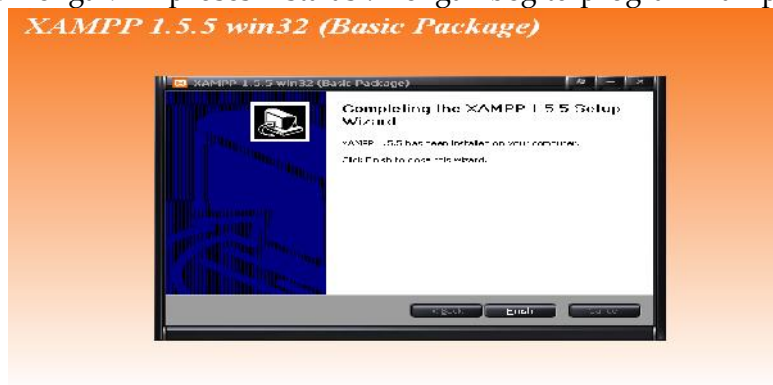 XAMPP 1.5.5 win32 (Basic Package)
XAMPP 1.5.5 win32 (Basic Package)
Completing the XAMPP 1.5.5 Setup
Wizard
XAMPP 1.5.5 has been installed on your computer.
Click Finish to close this wizard.
< Back
Finish
Cancel